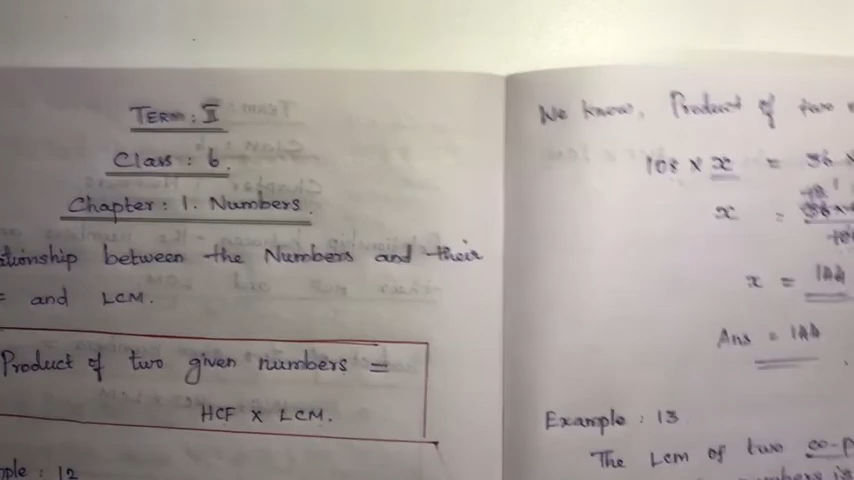 TERM: II
Class: 6.
Chapter: 1. Numbers.
between the Numbers and their
and LCM.
Product of two given numbers =
HCF x LCM.
12
We know, Product of two
108 x x = 36
x =
x = 144
Ans = 144
Example: 13
The LCM of two